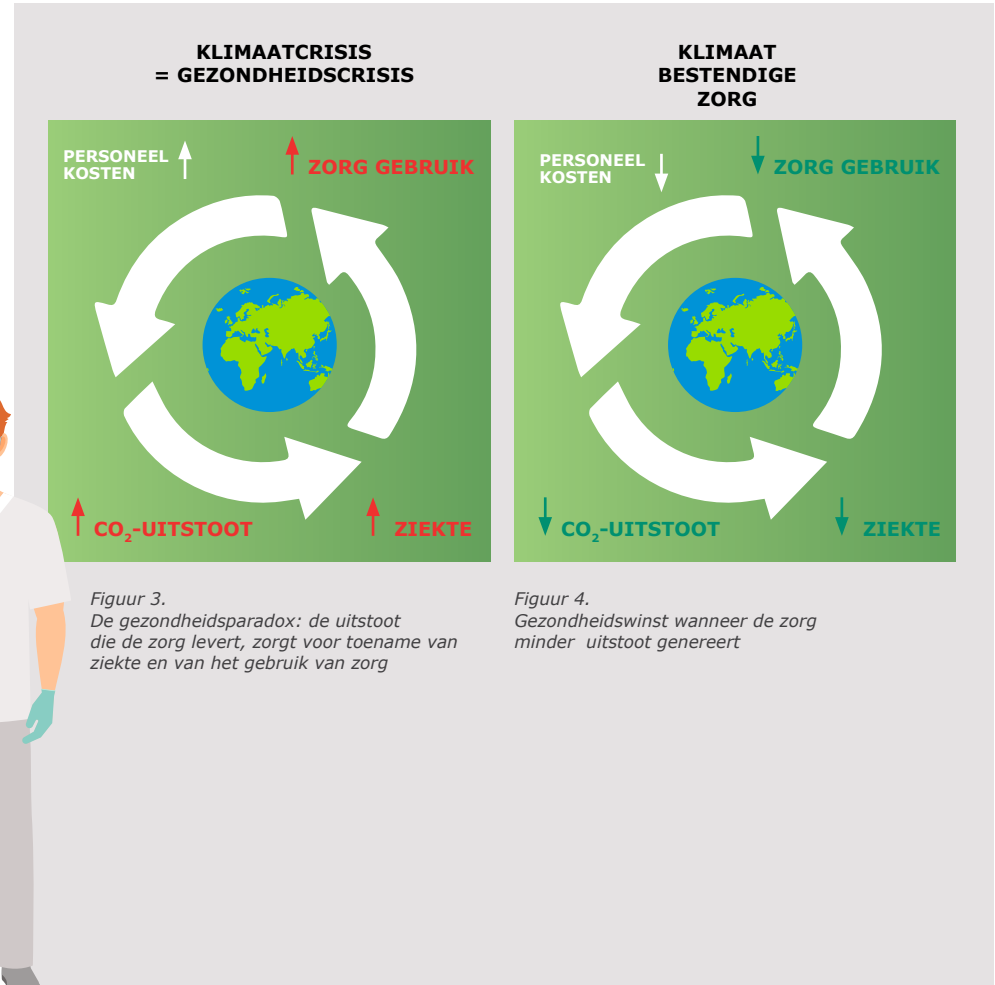 KLIMAATCRISIS
= GEZONDHEIDSCRISIS
PERSONEEL
KOSTEN
ZORG GEBRUIK
CO₂-UITSTOOT
ZIEKTE
Figuur 3.
De gezondheidsparadox: de uitstoot
die de zorg levert, zorgt voor toename van
ziekte en van het gebruik van zorg
KLIMAAT
BESTENDIGE
ZORG
PERSONEEL
KOSTEN
ZORG GEBRUIK
CO₂-UITSTOOT
ZIEKTE
Figuur 4.
Gezondheidswinst wanneer de zorg
minder  uitstoot genereert